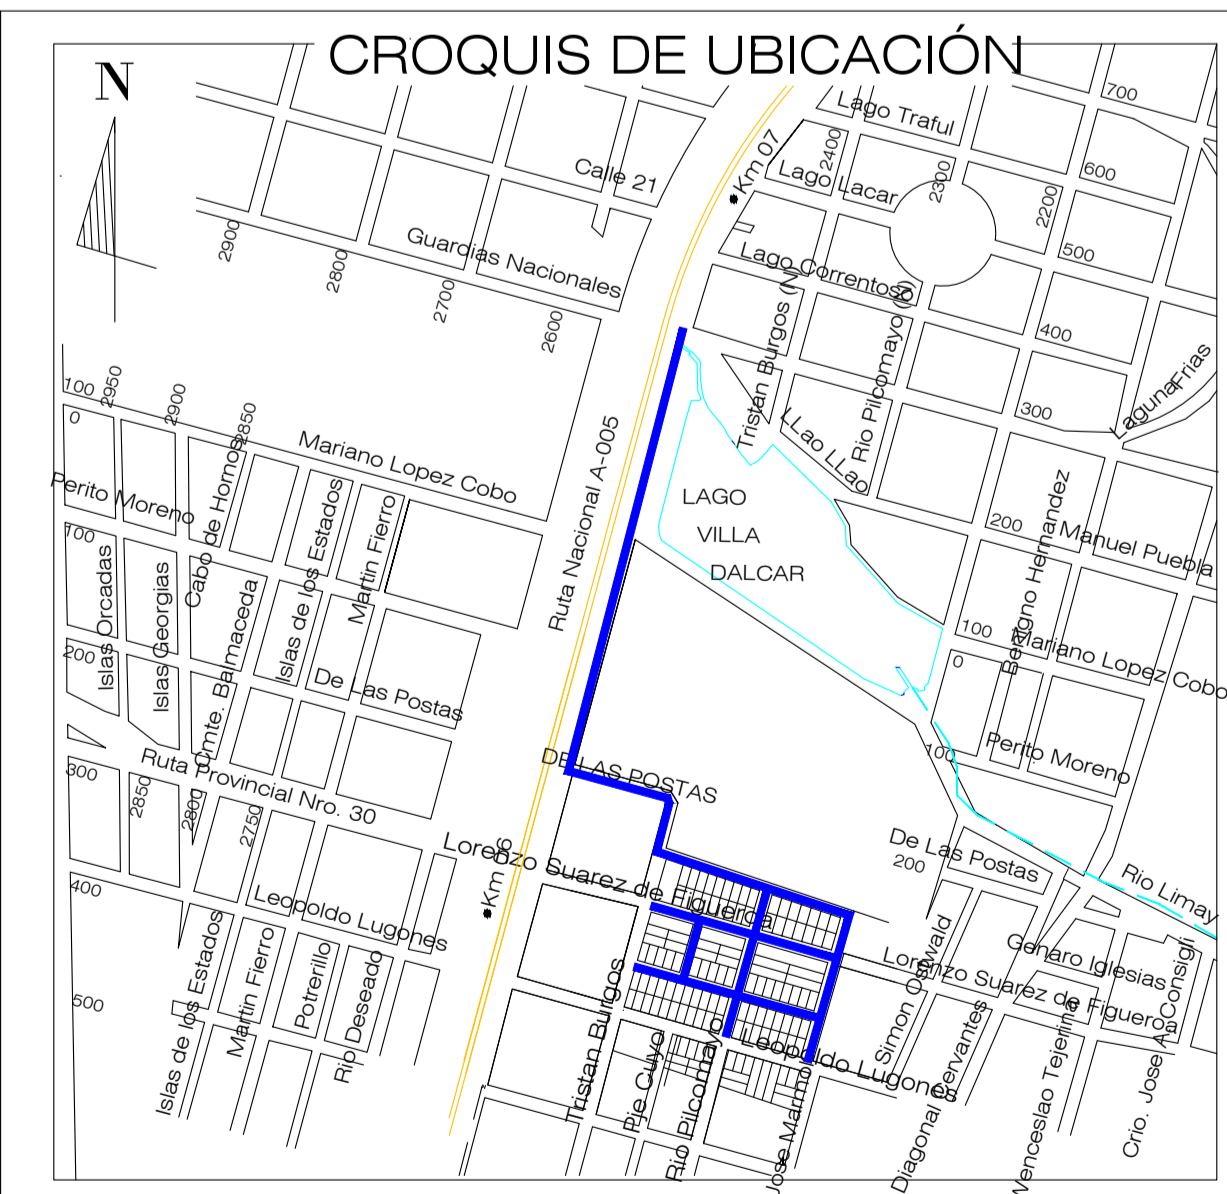 CROQUIS DE UBICACIÓN
N
700
Lago Traful
Km 07
2400
Calle 21
Lago Lacar
2300
600
2200
2900
Guardias Nacionales
Lago Correntoso
500
2800
2700
2600
Tristan Burgos (N)
Rio Pilcomayo (N)
400
Laguna Frias
100
2950
2900
2850
0
300
Mariano Lopez Cobo
Ruta Nacional A-005
LLao LLao
Perito Moreno
Cabo de Hornos
Islas de los Estados
Martin Fierro
LAGO
VILLA
DALCAR
200
Manuel Puebla
Benigno Hernandez
100
Islas Orcadas
Islas Georgias
Cmte. Balmaceda
100
Mariano Lopez Cobo
0
200
De Las Postas
Perito Moreno
100
Ruta Provincial Nro. 30
DE LAS POSTAS
300
2850
2800
2750
Lorenzo Suarez de Figueroa
Km 06
De Las Postas
200
Rio Limay
400
Leopoldo Lugones
Lorenzo Suarez de Figueroa
Genaro Iglesias
500
Islas de los Estados
Martin Fierro
Potrerillo
Rio Deseado
Tristan Burgos
Pje Cuyo
Rio Pilcomayo
Leopoldo Lugones
Jose Marmol
Simon Ostwald
Diagonal Cervantes
Wenceslao Tejerina
Crio. Jose A. Consigli